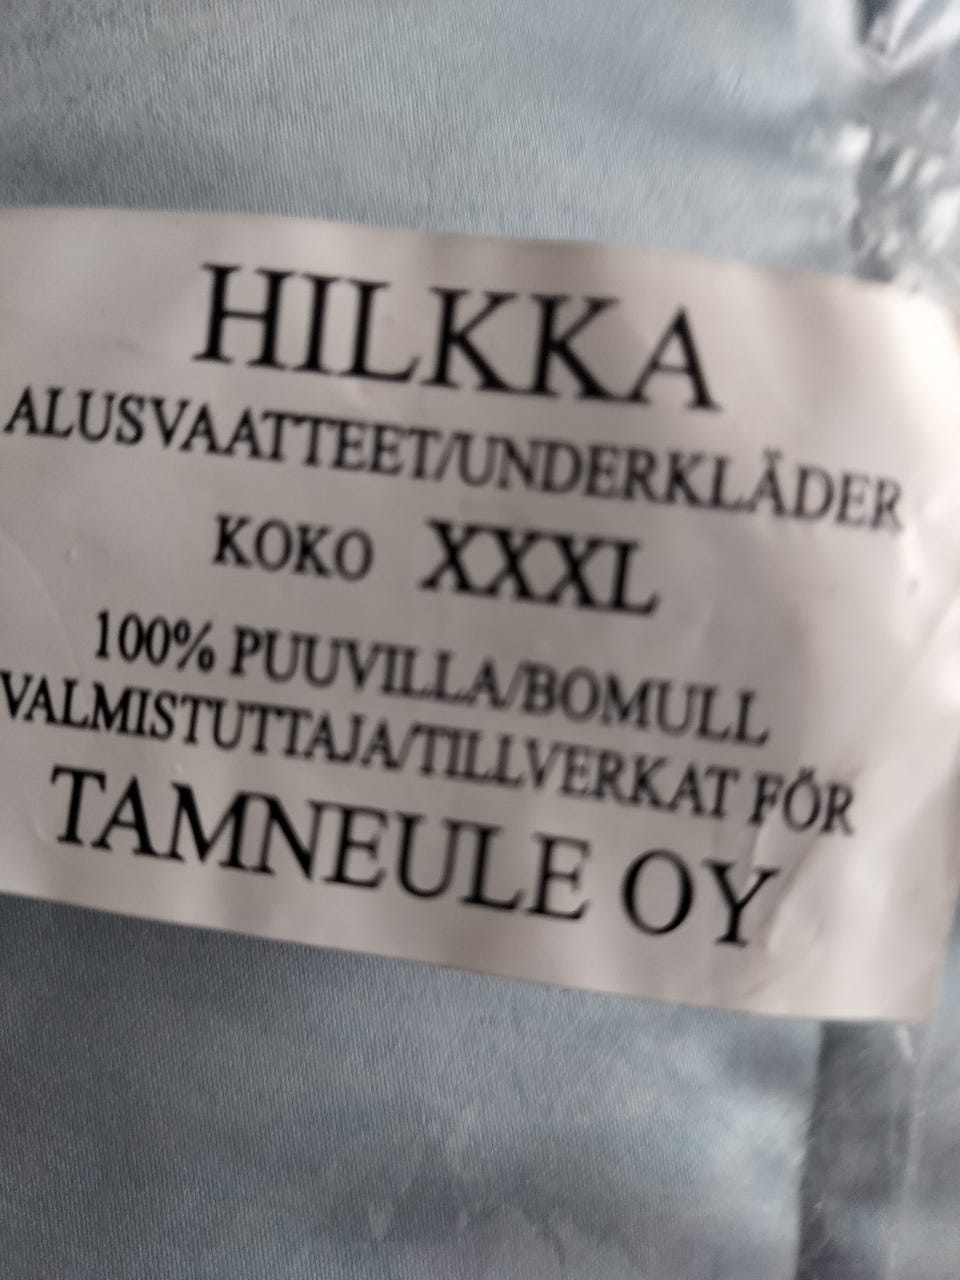 HILKKA
ALUSVAATTEET/UNDERKLÄDER
KOKO XXXL
100% PUUVILLA/BOMULL
VALMISTUTTAJA/TILLVERKAT FÖR
TAMNEULE OY